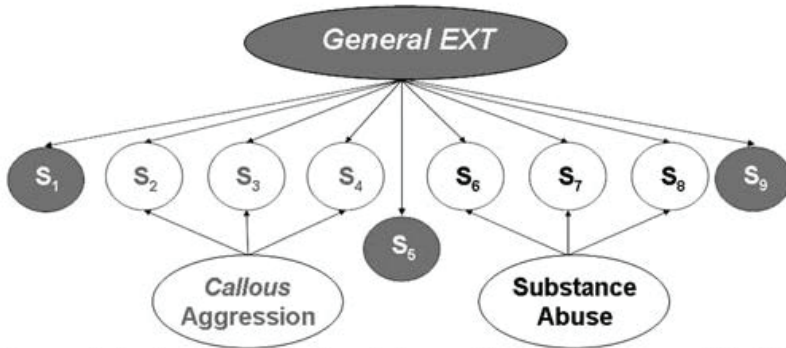 General EXT
S₁ S₂ S₃ S₄ S₆ S₇ S₈ S₉
S₅
Callous Substance
Aggression Abuse